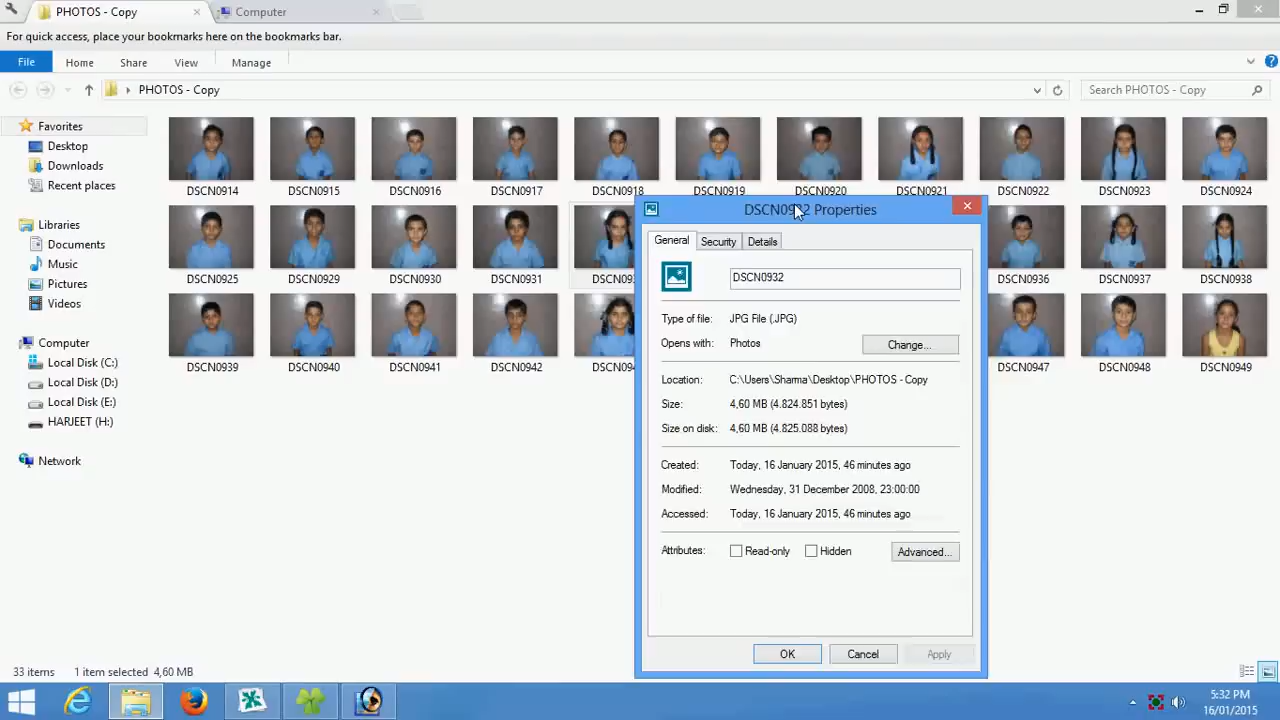 PHOTOS - Copy
Computer
For quick access, place your bookmarks here on the bookmarks bar.
File Home Share View Manage
PHOTOS - Copy
Search PHOTOS - Copy
Favorites
Desktop
Downloads
Recent places
Libraries
Documents
Music
Pictures
Videos
Computer
Local Disk (C:)
Local Disk (D:)
Local Disk (E:)
HARJEET (H:)
Network
DSCN0914 DSCN0915 DSCN0916 DSCN0917 DSCN0918 DSCN0919 DSCN0920 DSCN0921 DSCN0922 DSCN0923 DSCN0924
DSCN0925 DSCN0929 DSCN0930 DSCN0931 DSCN0936 DSCN0937 DSCN0938
DSCN0939 DSCN0940 DSCN0941 DSCN0942 DSCN0947 DSCN0948 DSCN0949
DSCN0932 Properties
General Security Details
DSCN0932
Type of file: JPG File (.JPG)
Opens with: Photos Change...
Location: C:\Users\Sharma\Desktop\PHOTOS - Copy
Size: 4,60 MB (4.824.851 bytes)
Size on disk: 4,60 MB (4.825.088 bytes)
Created: Today, 16 January 2015, 46 minutes ago
Modified: Wednesday, 31 December 2008, 23:00:00
Accessed: Today, 16 January 2015, 46 minutes ago
Attributes: Read-only Hidden Advanced...
OK Cancel Apply
33 items 1 item selected 4,60 MB
5:32 PM
16/01/2015